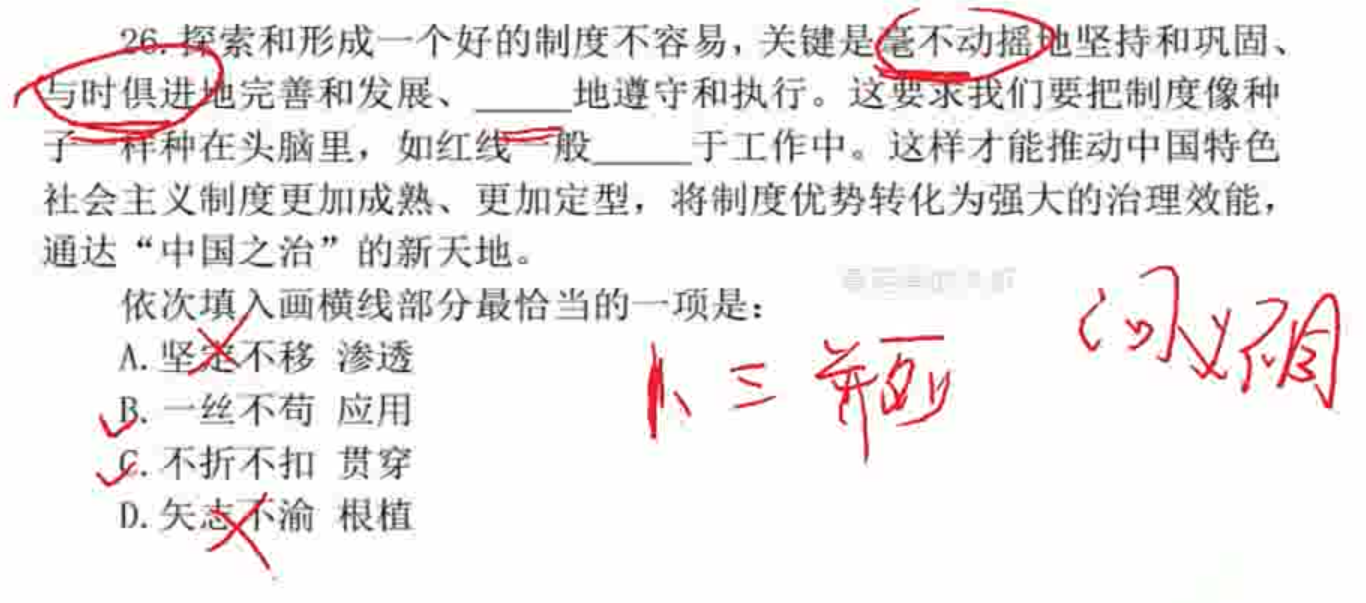 26. 探索和形成一个好的制度不容易，关键是毫不动摇地坚持和巩固、
与时俱进地完善和发展、_____地遵守和执行。这要求我们要把制度像种
子一样种在头脑里，如红线一般_____于工作中。这样才能推动中国特色
社会主义制度更加成熟、更加定型，将制度优势转化为强大的治理效能，
通达“中国之治”的新天地。
依次填入画横线部分最恰当的一项是：
A. 坚定不移 渗透
B. 一丝不苟 应用
C. 不折不扣 贯穿
D. 矢志不渝 根植
1、三并列
词义不同